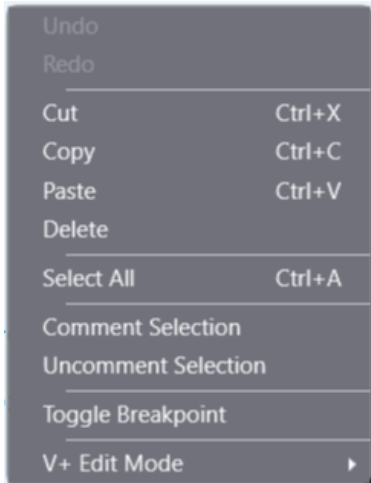 Undo
Redo
Cut Ctrl+X
Copy Ctrl+C
Paste Ctrl+V
Delete
Select All Ctrl+A
Comment Selection
Uncomment Selection
Toggle Breakpoint
V+ Edit Mode